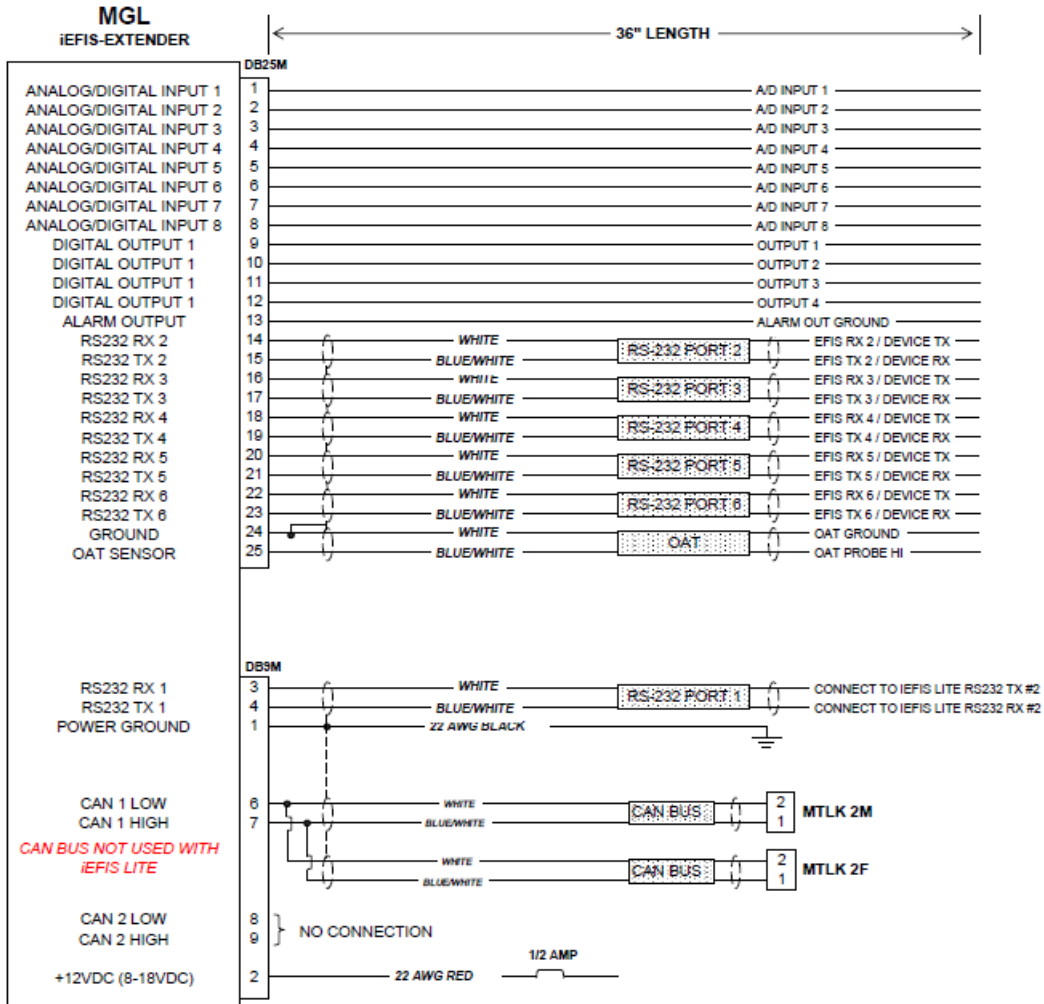 MGL
iEFIS-EXTENDER
36" LENGTH
DB25M
ANALOG/DIGITAL INPUT 1 1 A/D INPUT 1
ANALOG/DIGITAL INPUT 2 2 A/D INPUT 2
ANALOG/DIGITAL INPUT 3 3 A/D INPUT 3
ANALOG/DIGITAL INPUT 4 4 A/D INPUT 4
ANALOG/DIGITAL INPUT 5 5 A/D INPUT 5
ANALOG/DIGITAL INPUT 6 6 A/D INPUT 6
ANALOG/DIGITAL INPUT 7 7 A/D INPUT 7
ANALOG/DIGITAL INPUT 8 8 A/D INPUT 8
DIGITAL OUTPUT 1 9 OUTPUT 1
DIGITAL OUTPUT 1 10 OUTPUT 2
DIGITAL OUTPUT 1 11 OUTPUT 3
DIGITAL OUTPUT 1 12 OUTPUT 4
ALARM OUTPUT 13 ALARM OUT GROUND
RS232 RX 2 14 WHITE EFIS RX 2 / DEVICE TX
RS-232 PORT 2
RS232 TX 2 15 BLUE/WHITE EFIS TX 2 / DEVICE RX
RS232 RX 3 16 WHITE EFIS RX 3 / DEVICE TX
RS-232 PORT 3
RS232 TX 3 17 BLUE/WHITE EFIS TX 3 / DEVICE RX
RS232 RX 4 18 WHITE EFIS RX 4 / DEVICE TX
RS-232 PORT 4
RS232 TX 4 19 BLUE/WHITE EFIS TX 4 / DEVICE RX
RS232 RX 5 20 WHITE EFIS RX 5 / DEVICE TX
RS-232 PORT 5
RS232 TX 5 21 BLUE/WHITE EFIS TX 5 / DEVICE RX
RS232 RX 6 22 WHITE EFIS RX 6 / DEVICE TX
RS-232 PORT 6
RS232 TX 6 23 BLUE/WHITE EFIS TX 6 / DEVICE RX
GROUND 24 WHITE OAT GROUND
OAT
OAT SENSOR 25 BLUE/WHITE OAT PROBE HI
DB9M
RS232 RX 1 3 WHITE CONNECT TO IEFIS LITE RS232 TX #2
RS-232 PORT 1
RS232 TX 1 4 BLUE/WHITE CONNECT TO IEFIS LITE RS232 RX #2
POWER GROUND 1 22 AWG BLACK
CAN 1 LOW 6 WHITE 2
CAN BUS MTLK 2M
CAN 1 HIGH 7 BLUE/WHITE 1
CAN BUS NOT USED WITH
iEFIS LITE
WHITE 2
CAN BUS MTLK 2F
BLUE/WHITE 1
CAN 2 LOW 8
NO CONNECTION
CAN 2 HIGH 9
1/2 AMP
+12VDC (8-18VDC) 2 22 AWG RED